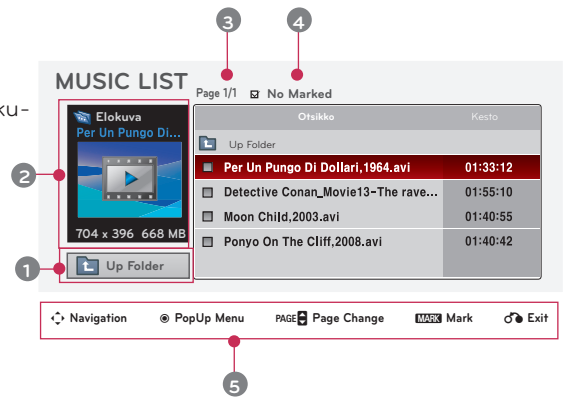 3
4
MUSIC LIST
Page 1/1 No Marked
ku-
Elokuva
Per Un Pungo Di...
704 x 396 668 MB
Up Folder
2
1
Otsikko Kesto
Up Folder
Per Un Pungo Di Dollari,1964.avi 01:33:12
Detective Conan_Movie13-The rave... 01:55:10
Moon Child,2003.avi 01:40:55
Ponyo On The Cliff,2008.avi 01:40:42
Navigation PopUp Menu PAGE Page Change MARK Mark Exit
5